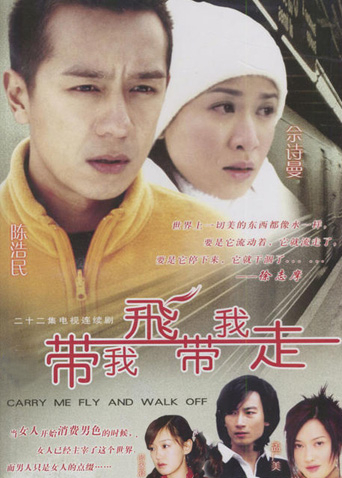 佘诗曼
陈浩民
世界上一切美的东西都像水一样，
要是它流动着，它就流走了，
要是它停下来，它就干涸了……
——徐志摩
二十二集电视连续剧
带我飛带我走
CARRY ME FLY AND WALK OFF
当女人开始消费男色的时候，
女人已经主宰了这个世界，
而男人只是女人的点缀……